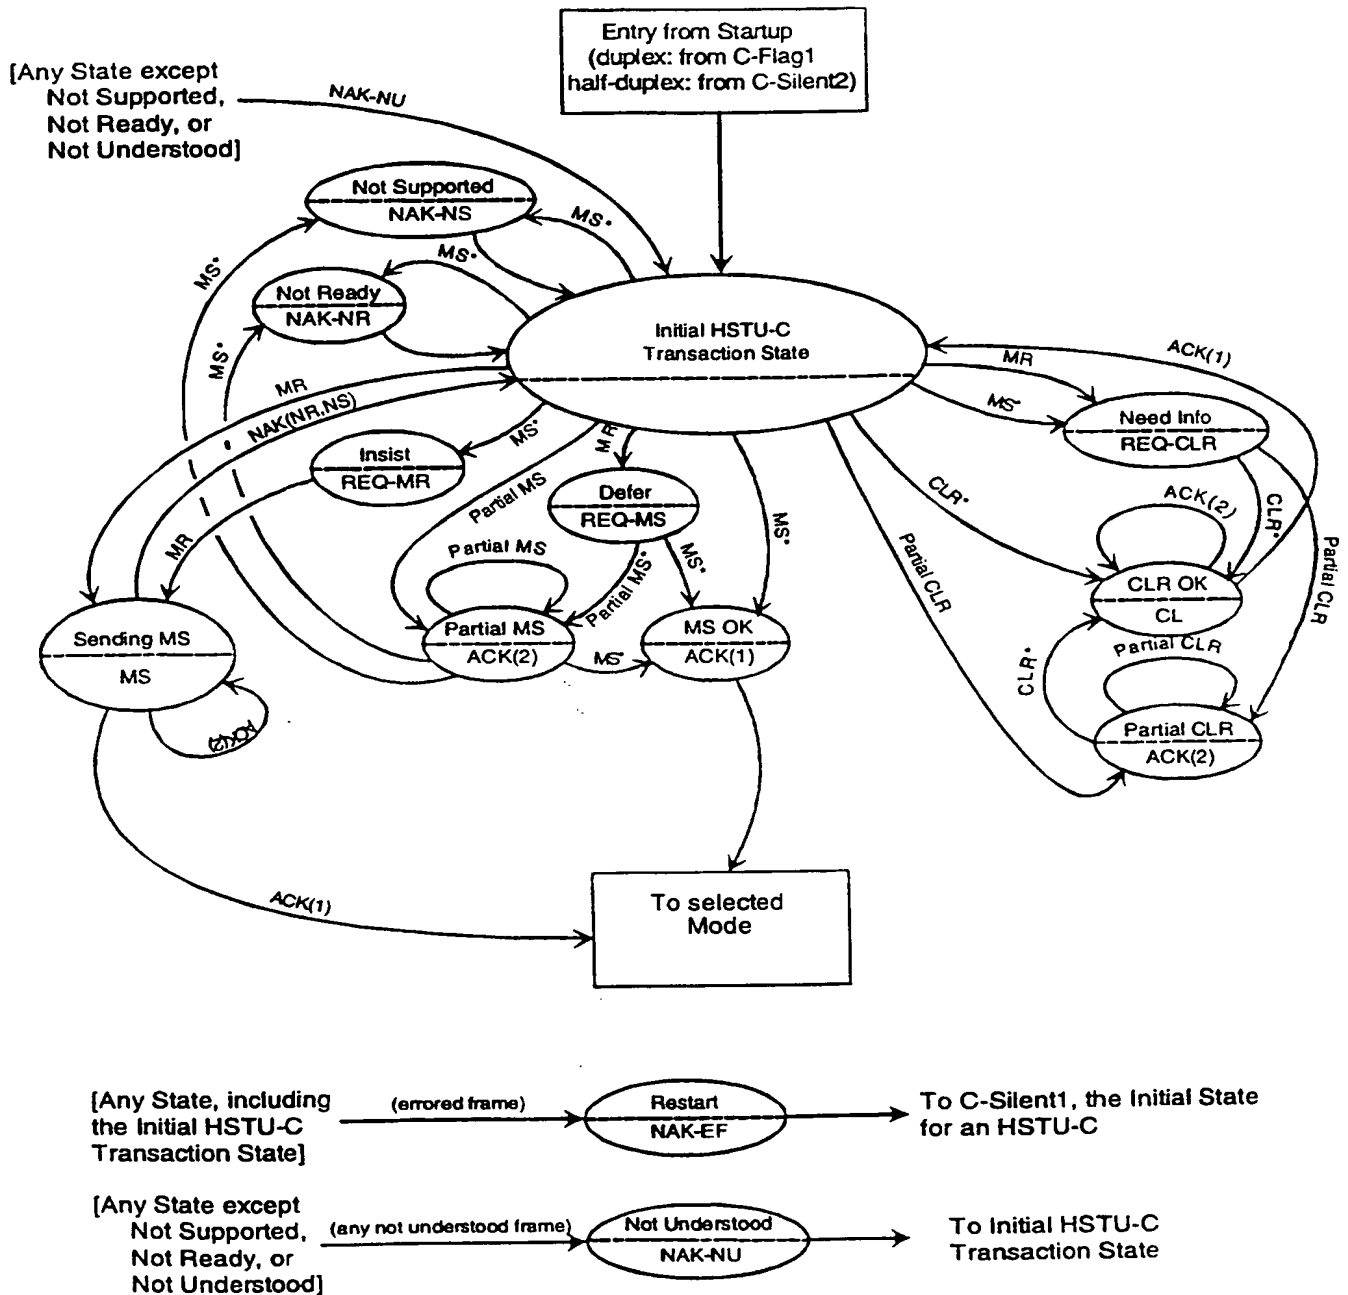 Entry from Startup
(duplex: from C-Flag1
half-duplex: from C-Silent2)
[Any State except
Not Supported,
Not Ready, or
Not Understood]
NAK-NU
Not Supported
NAK-NS
MS*
MS*
MS*
Not Ready
NAK-NR
MS*
Initial HSTU-C
Transaction State
ACK(1)
MR
MS*
Need Info
REQ-CLR
MR
NAK(NR,NS)
MS*
Insist
REQ-MR
MR
Partial MS
MR
Defer
REQ-MS
MS*
CLR*
Partial CLR
ACK(2)
CLR*
Partial CLR
Partial MS
Partial MS*
MS*
CLR OK
CL
Sending MS
MS
ACK(2)
Partial MS
ACK(2)
MS*
MS OK
ACK(1)
CLR*
Partial CLR
Partial CLR
ACK(2)
ACK(1)
To selected
Mode
[Any State, including
the Initial HSTU-C
Transaction State]
(errored frame)
Restart
NAK-EF
To C-Silent1, the Initial State
for an HSTU-C
[Any State except
Not Supported,
Not Ready, or
Not Understood]
(any not understood frame)
Not Understood
NAK-NU
To Initial HSTU-C
Transaction State